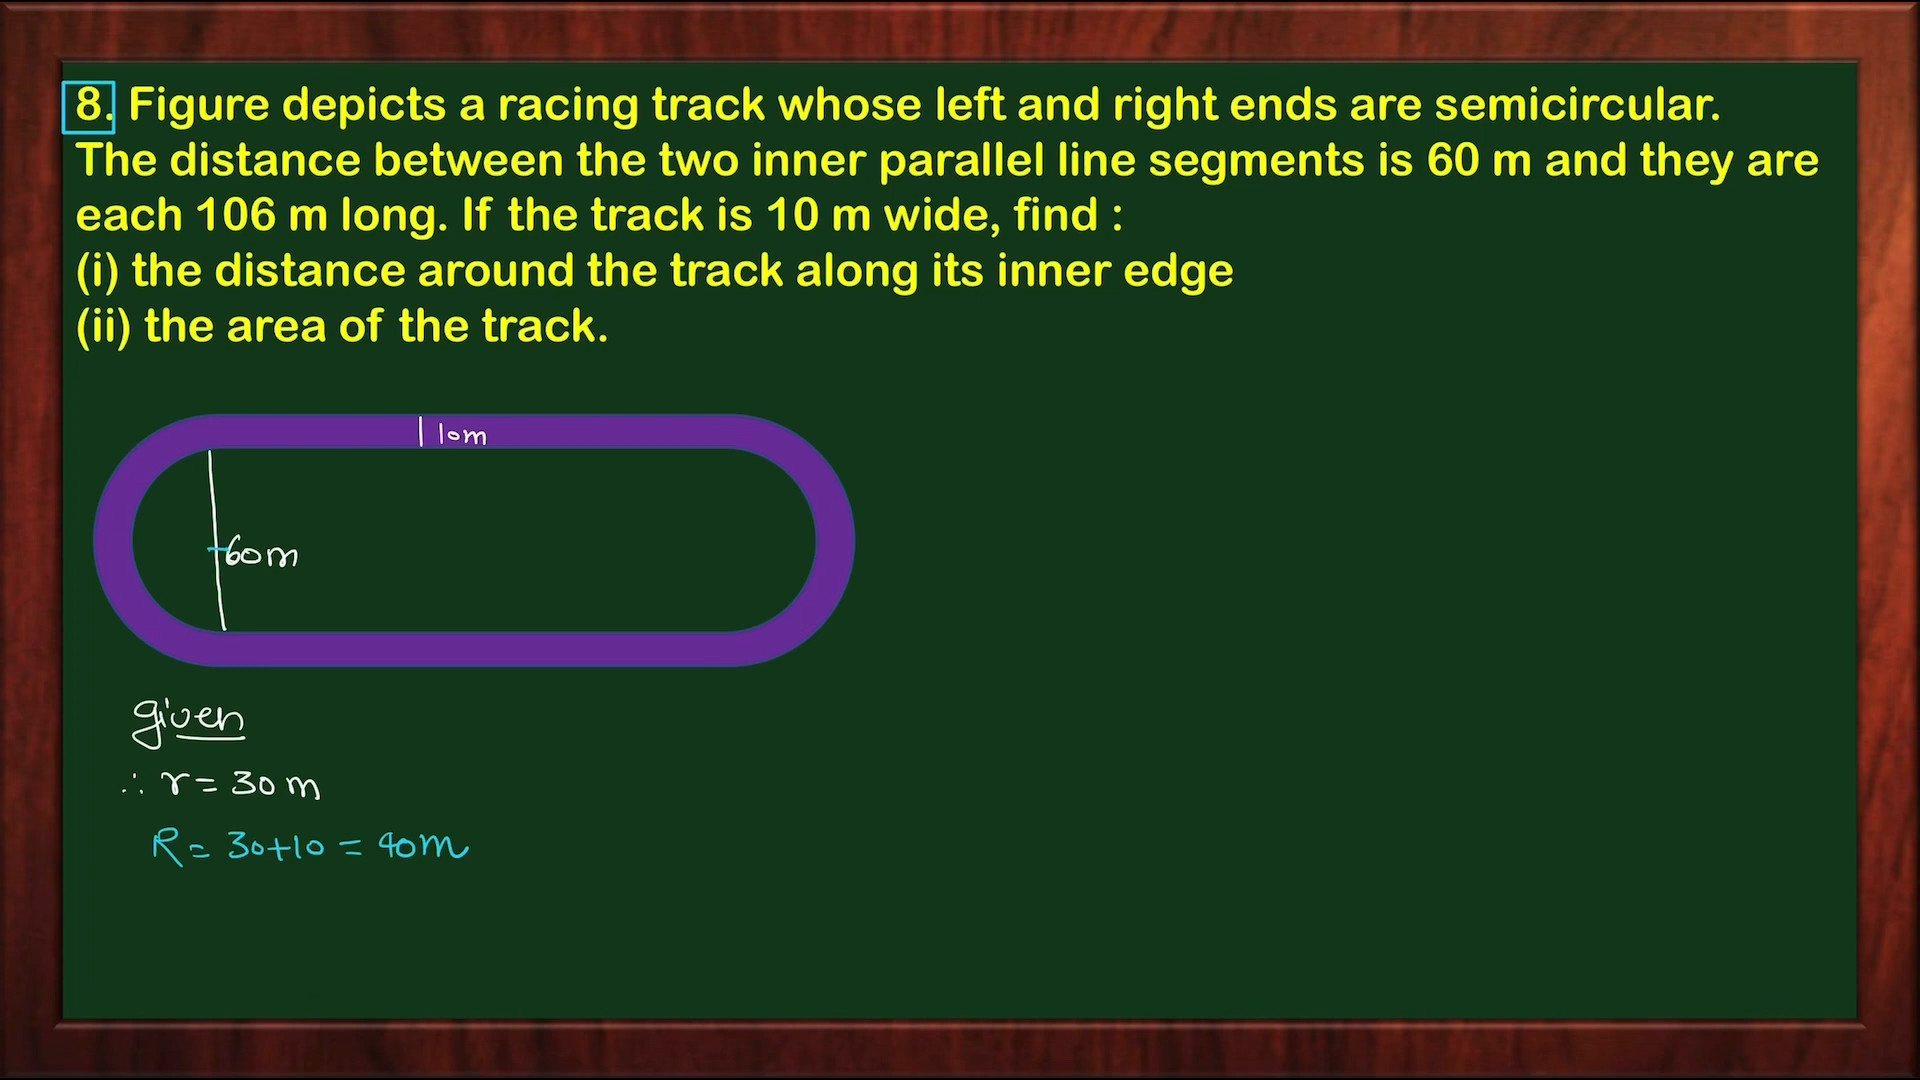 8. Figure depicts a racing track whose left and right ends are semicircular.
The distance between the two inner parallel line segments is 60 m and they are
each 106 m long. If the track is 10 m wide, find :
(i) the distance around the track along its inner edge
(ii) the area of the track.
10m
60m
given
∴ r = 30 m
R = 30+10 = 40m